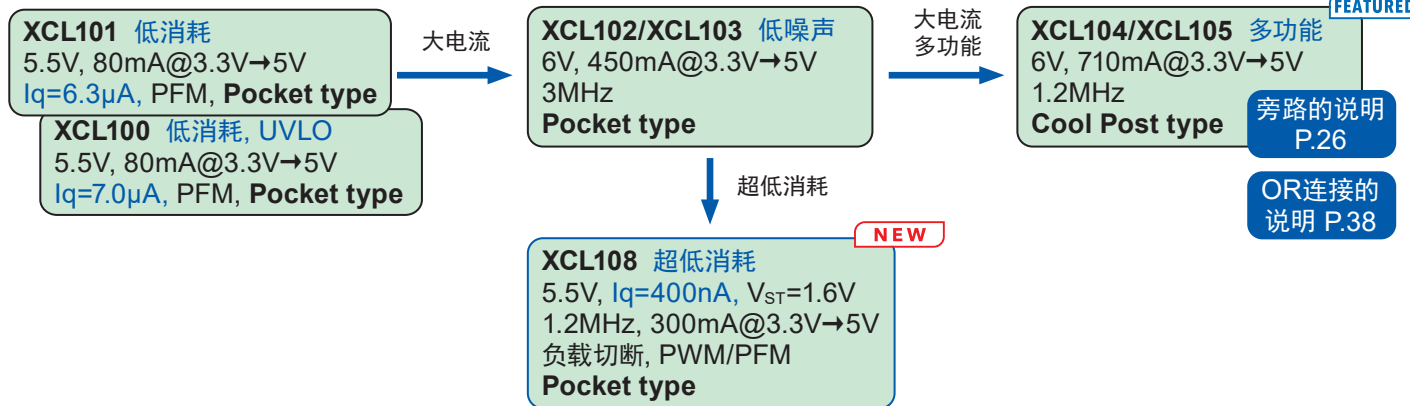 XCL101 低消耗
5.5V, 80mA@3.3V➞5V
Iq=6.3µA, PFM, Pocket type
XCL100 低消耗, UVLO
5.5V, 80mA@3.3V➞5V
Iq=7.0µA, PFM, Pocket type
大电流
XCL102/XCL103 低噪声
6V, 450mA@3.3V➞5V
3MHz
Pocket type
大电流
多功能
FEATURED
XCL104/XCL105 多功能
6V, 710mA@3.3V➞5V
1.2MHz
Cool Post type
旁路的说明
P.26
OR连接的
说明 P.38
超低消耗
NEW
XCL108 超低消耗
5.5V, Iq=400nA, VST=1.6V
1.2MHz, 300mA@3.3V➞5V
负载切断, PWM/PFM
Pocket type